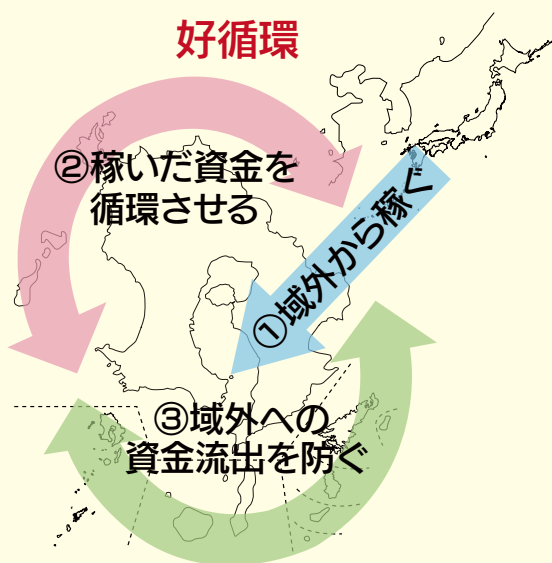 好循環
②稼いだ資金を
循環させる
①域外から稼ぐ
③域外への
資金流出を防ぐ